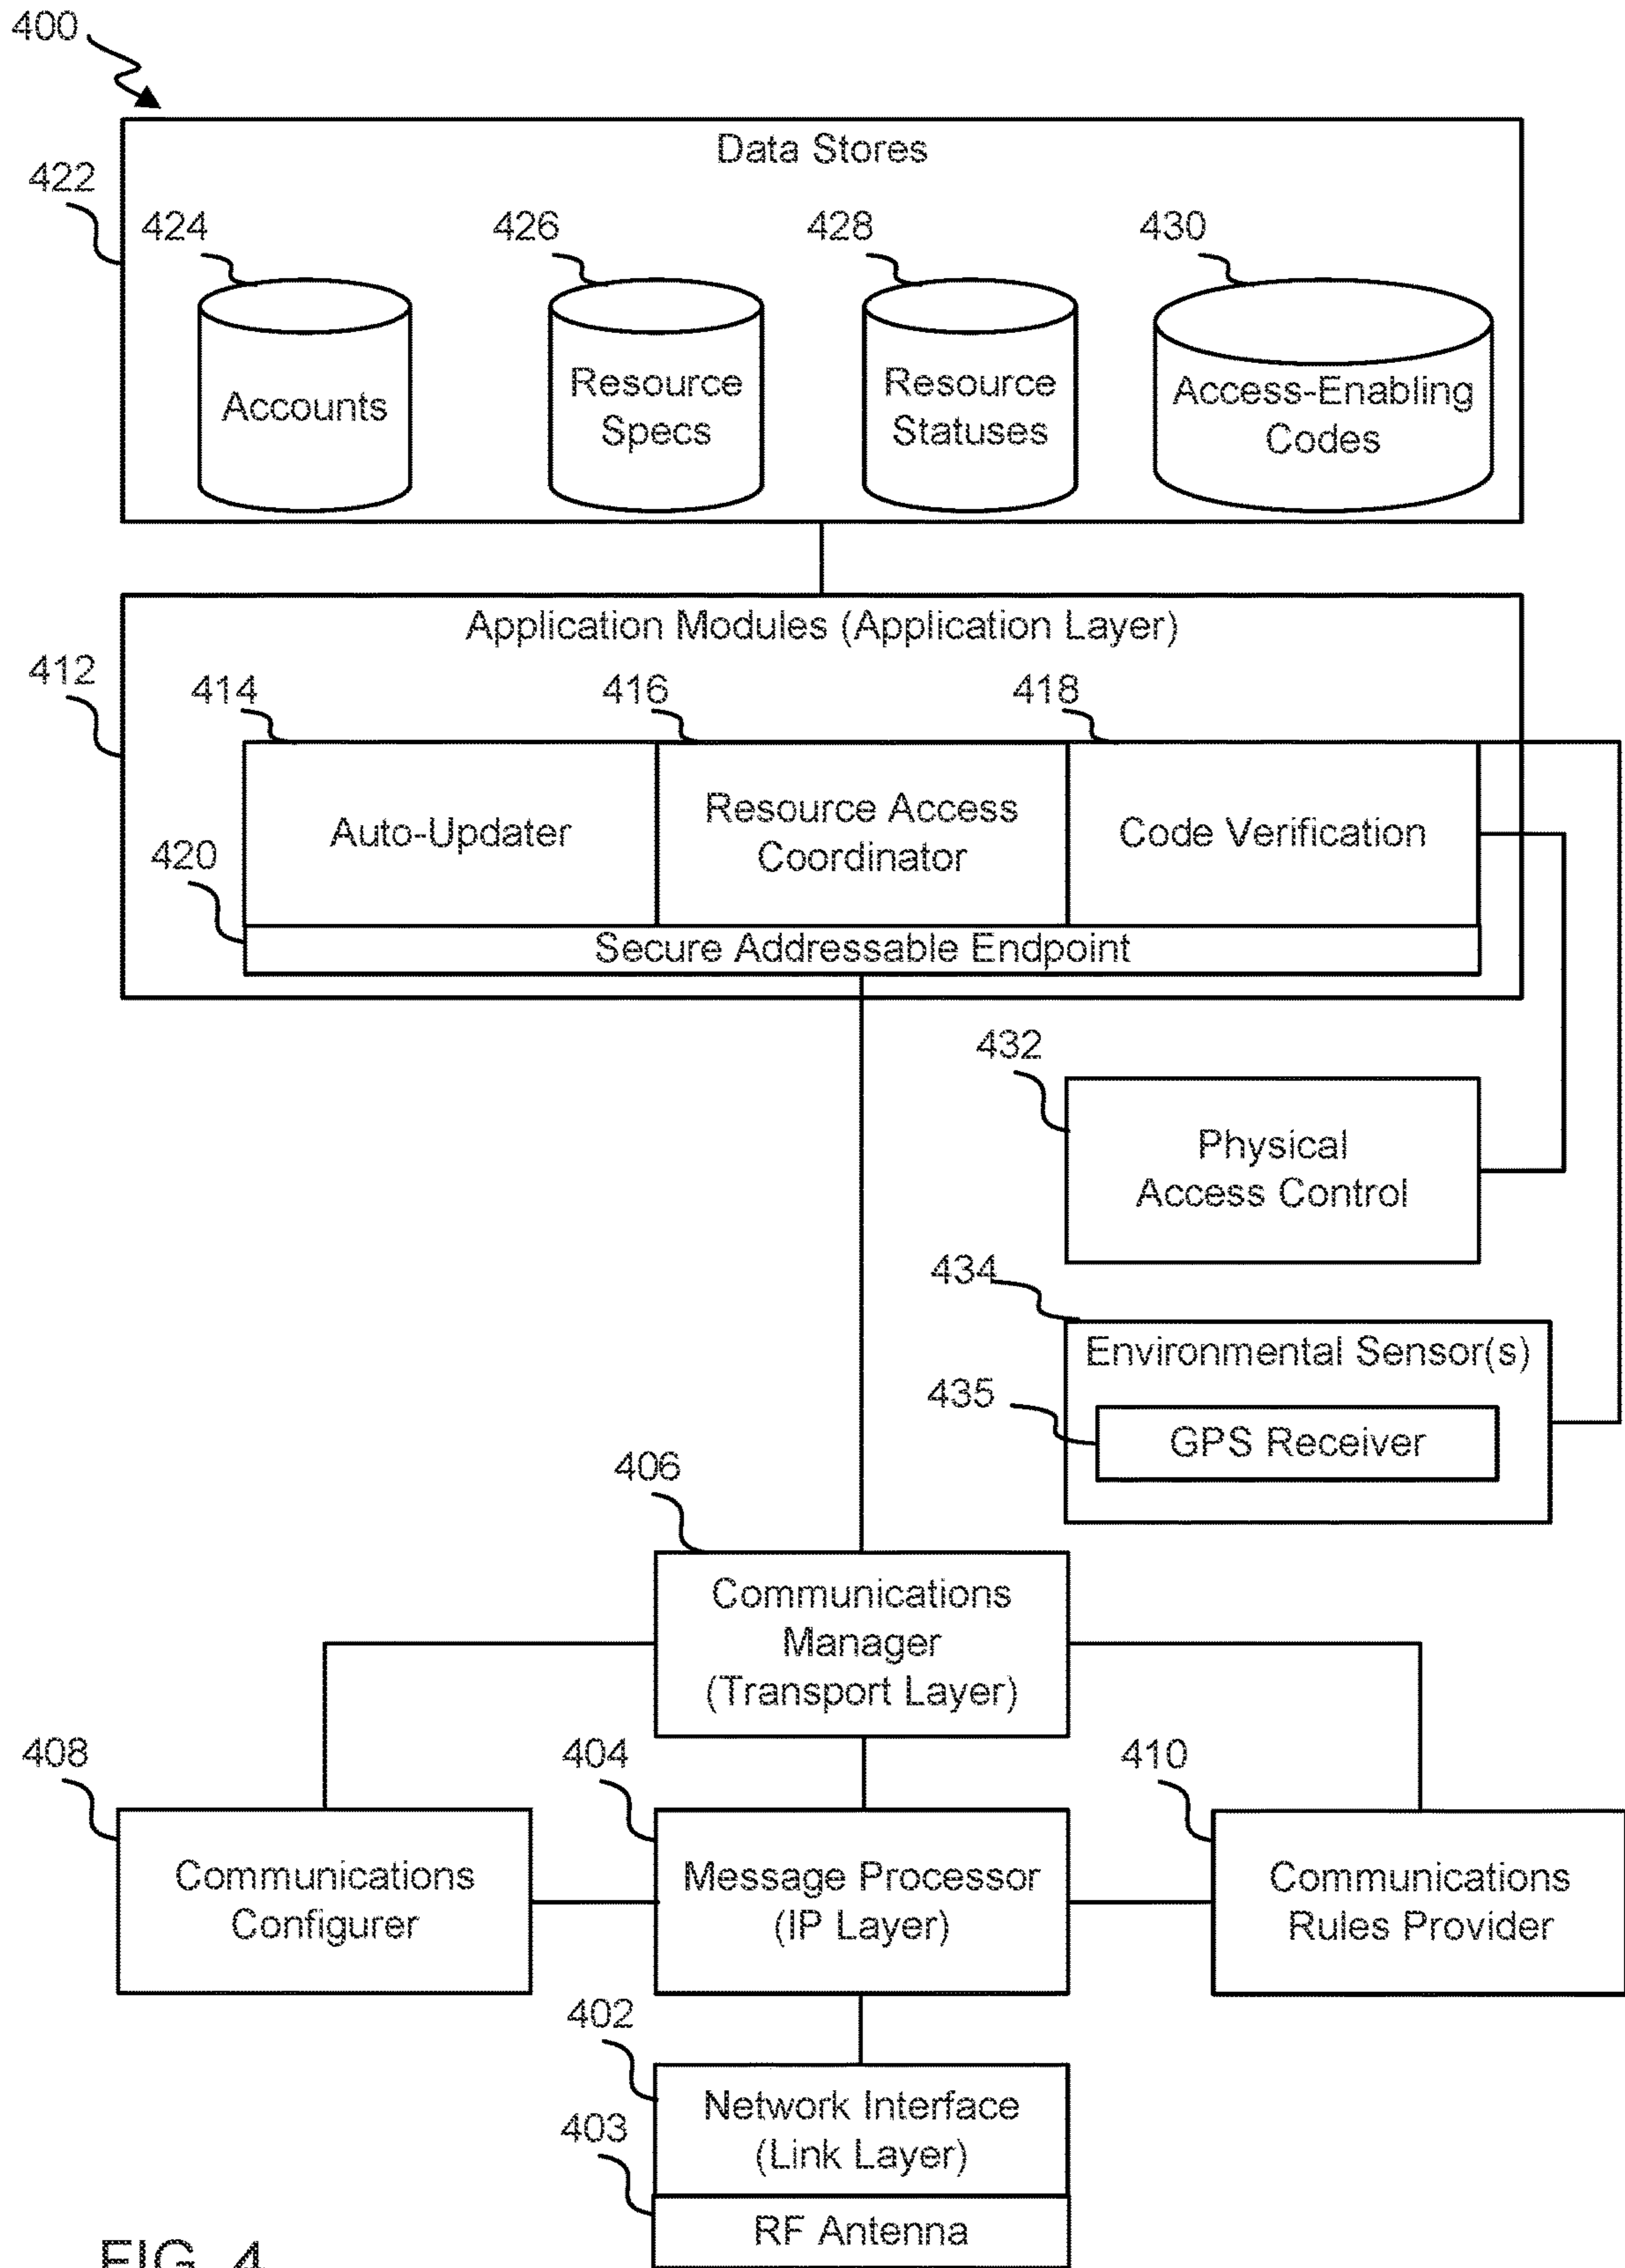 400
Data Stores
422
424
426
428
430
Accounts
Resource
Specs
Resource
Statuses
Access-Enabling
Codes
Application Modules (Application Layer)
412
414
416
418
Auto-Updater
Resource Access
Coordinator
Code Verification
420
Secure Addressable Endpoint
432
Physical
Access Control
434
Environmental Sensor(s)
435
GPS Receiver
406
Communications
Manager
(Transport Layer)
408
404
410
Communications
Configurer
Message Processor
(IP Layer)
Communications
Rules Provider
402
Network Interface
(Link Layer)
403
RF Antenna
FIG. 4